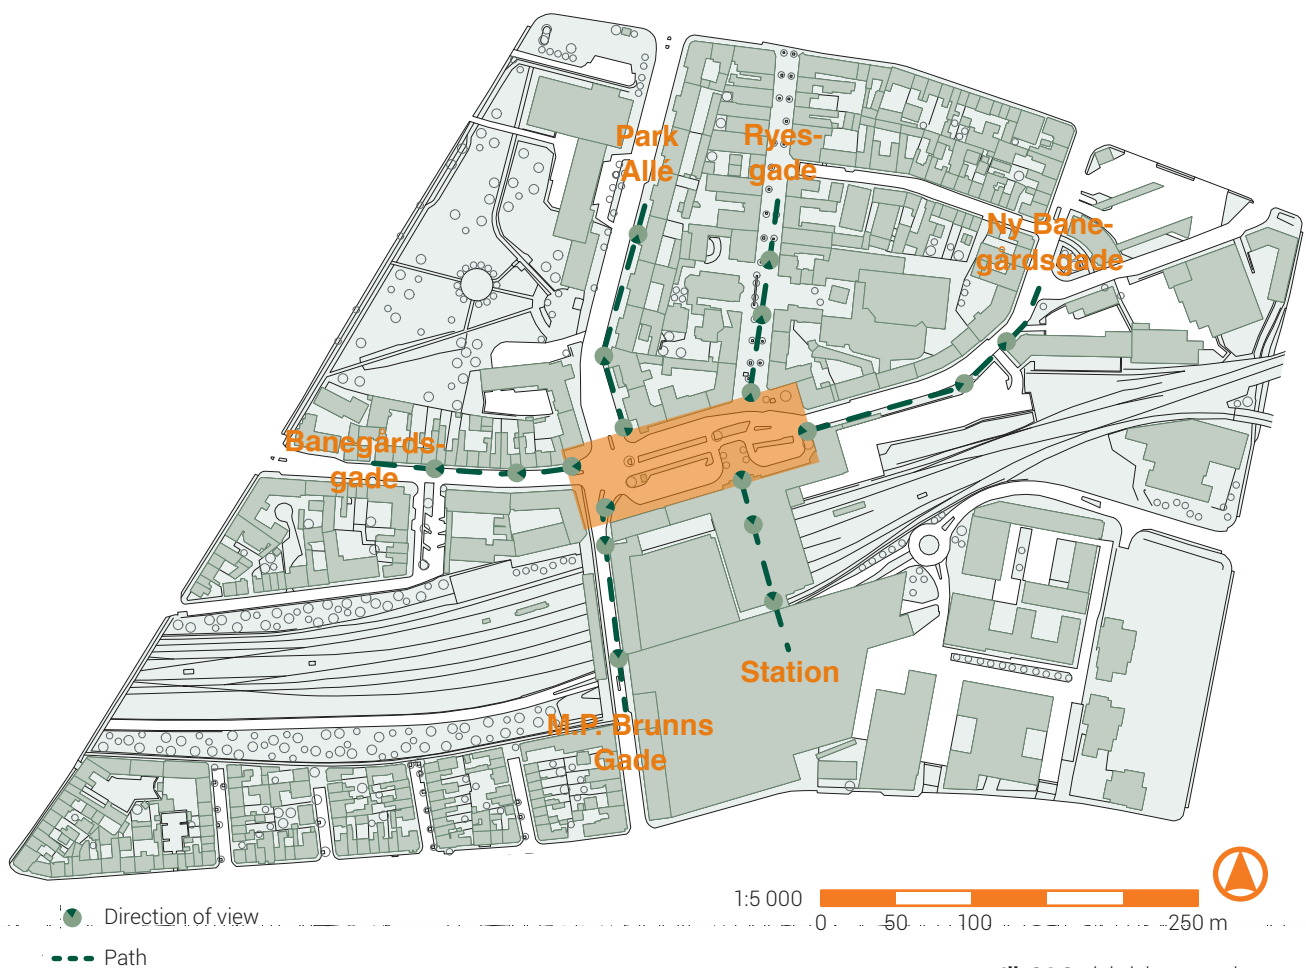 Park
Allé
Ryes-
gade
Ny Bane-
gårdsgade
Banegårds-
gade
Station
M.P. Brunns
Gade
1:5 000
0 50 100 250 m
Direction of view
Path